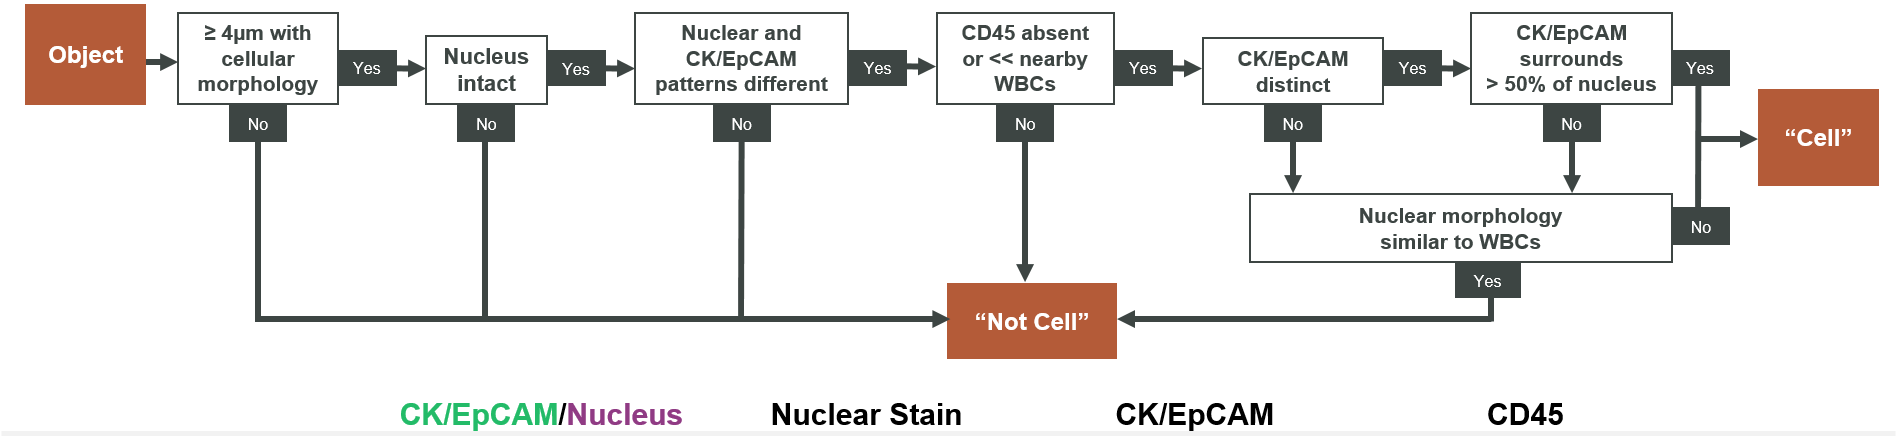 Object
≥ 4µm with
cellular
morphology
Yes
No
Nucleus
intact
Yes
No
Nuclear and
CK/EpCAM
patterns different
Yes
No
CD45 absent
or << nearby
WBCs
Yes
No
CK/EpCAM
distinct
Yes
No
CK/EpCAM
surrounds
> 50% of nucleus
Yes
No
Nuclear morphology
similar to WBCs
No
Yes
“Cell”
“Not Cell”
CK/EpCAM/Nucleus
Nuclear Stain
CK/EpCAM
CD45